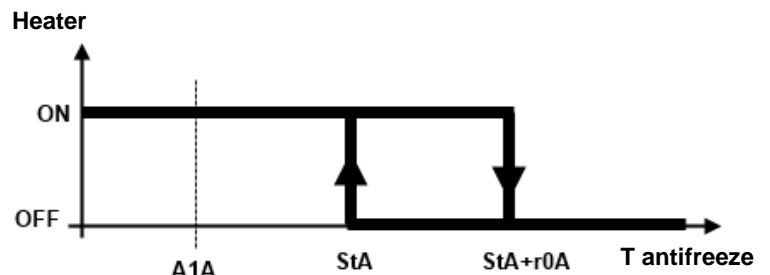 Heater
ON
OFF
A1A
StA
StA+r0A
T antifreeze